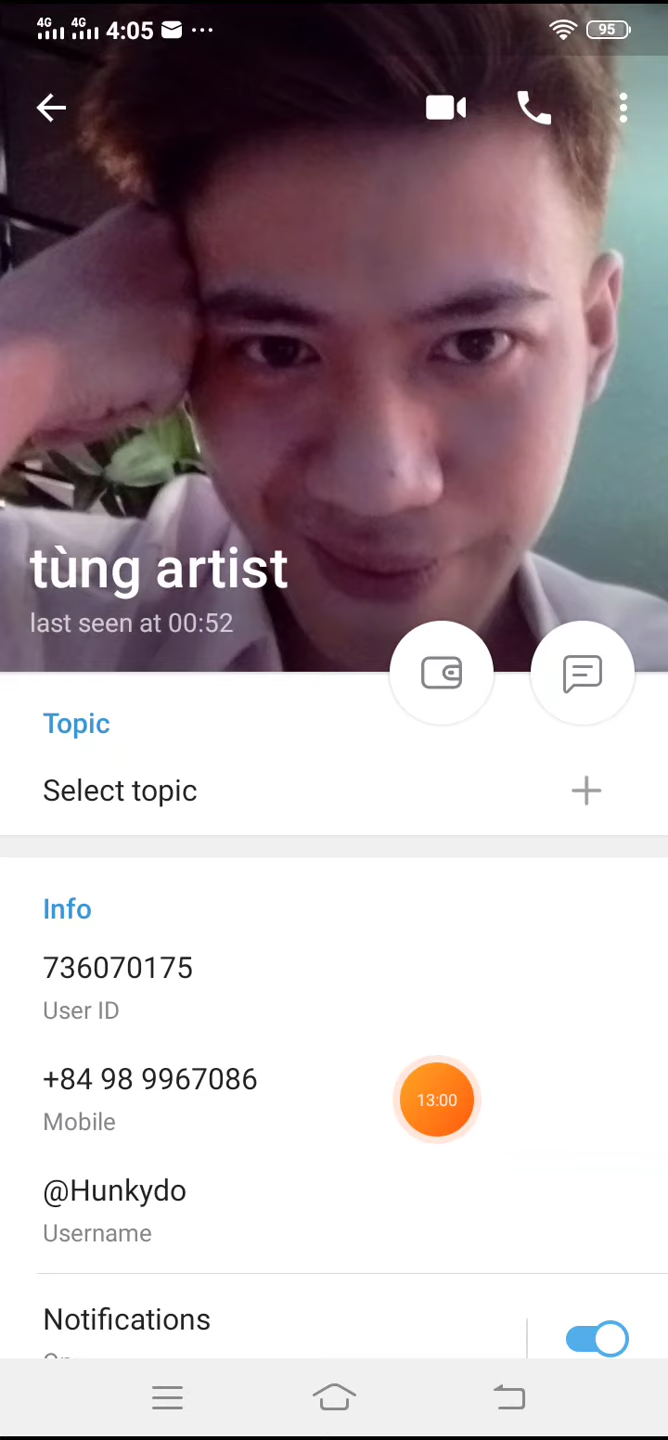 4G 4G 4:05 ... 95
tùng artist
last seen at 00:52
Topic
Select topic
Info
736070175
User ID
+84 98 9967086
Mobile
13:00
@Hunkydo
Username
Notifications